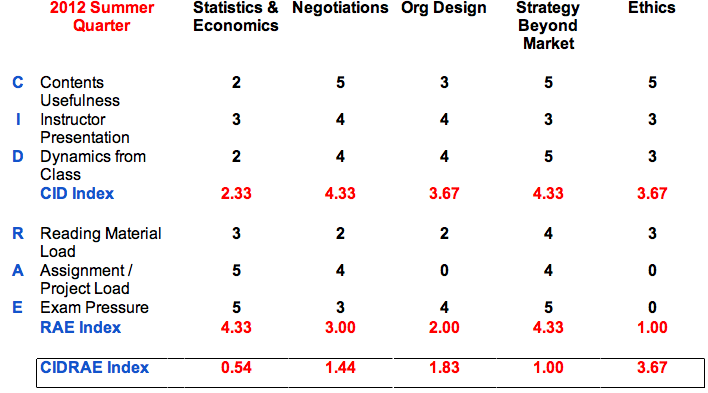 2012 Summer Quarter Statistics & Economics Negotiations Org Design Strategy Beyond Market Ethics
C Contents Usefulness 2 5 3 5 5
I Instructor Presentation 3 4 4 3 3
D Dynamics from Class 2 4 4 5 3
CID Index 2.33 4.33 3.67 4.33 3.67
R Reading Material Load 3 2 2 4 3
A Assignment / Project Load 5 4 0 4 0
E Exam Pressure 5 3 4 5 0
RAE Index 4.33 3.00 2.00 4.33 1.00
CIDRAE Index 0.54 1.44 1.83 1.00 3.67